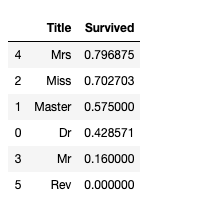 Title Survived
4 Mrs 0.796875
2 Miss 0.702703
1 Master 0.575000
0 Dr 0.428571
3 Mr 0.160000
5 Rev 0.000000